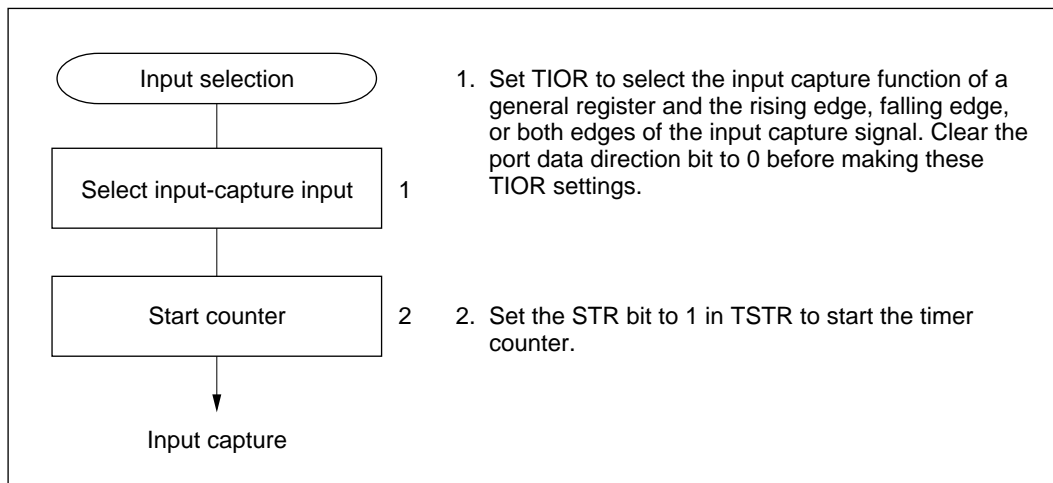 Input selection
Select input-capture input
1
Start counter
2
Input capture
1. Set TIOR to select the input capture function of a
general register and the rising edge, falling edge,
or both edges of the input capture signal. Clear the
port data direction bit to 0 before making these
TIOR settings.
2. Set the STR bit to 1 in TSTR to start the timer
counter.